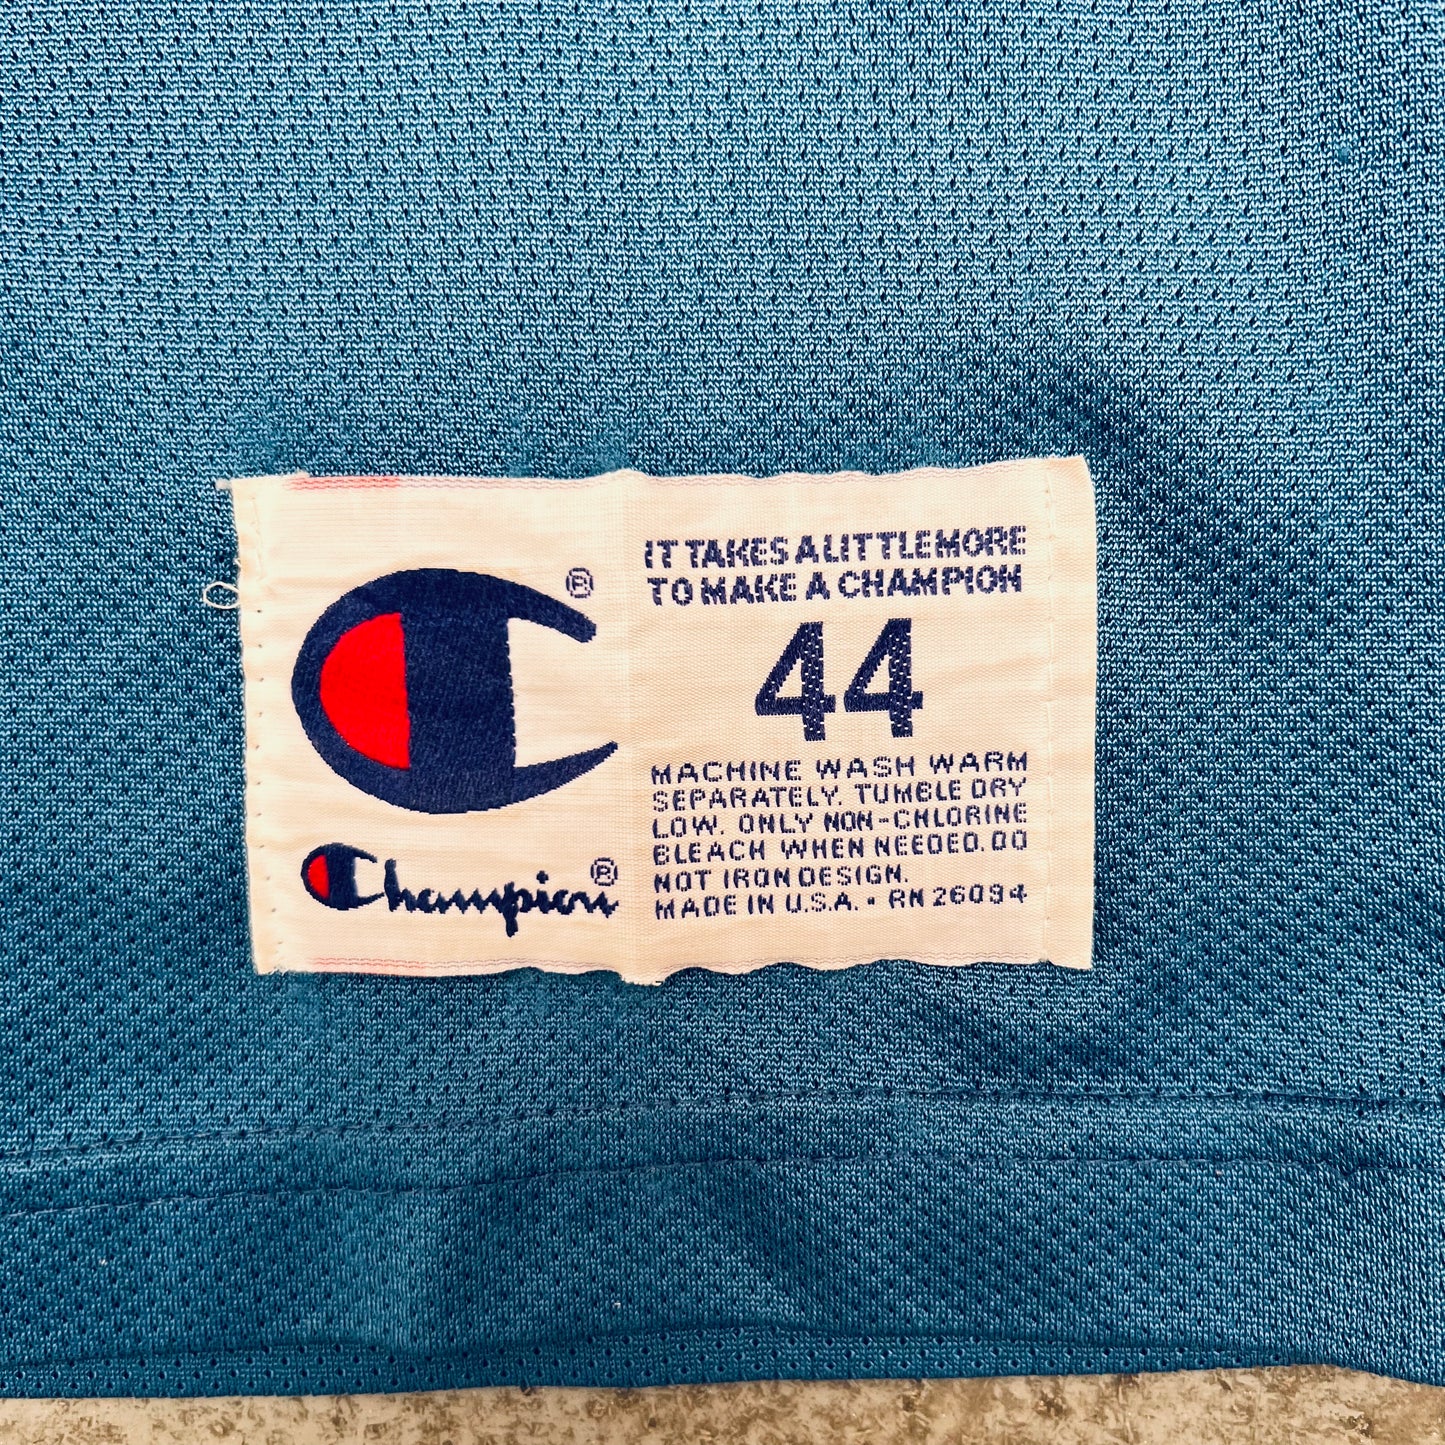 ®
Champion®
IT TAKES A LITTLE MORE
TO MAKE A CHAMPION
44
MACHINE WASH WARM
SEPARATELY. TUMBLE DRY
LOW. ONLY NON-CHLORINE
BLEACH WHEN NEEDED. DO
NOT IRON DESIGN.
MADE IN U.S.A. • RN 26094